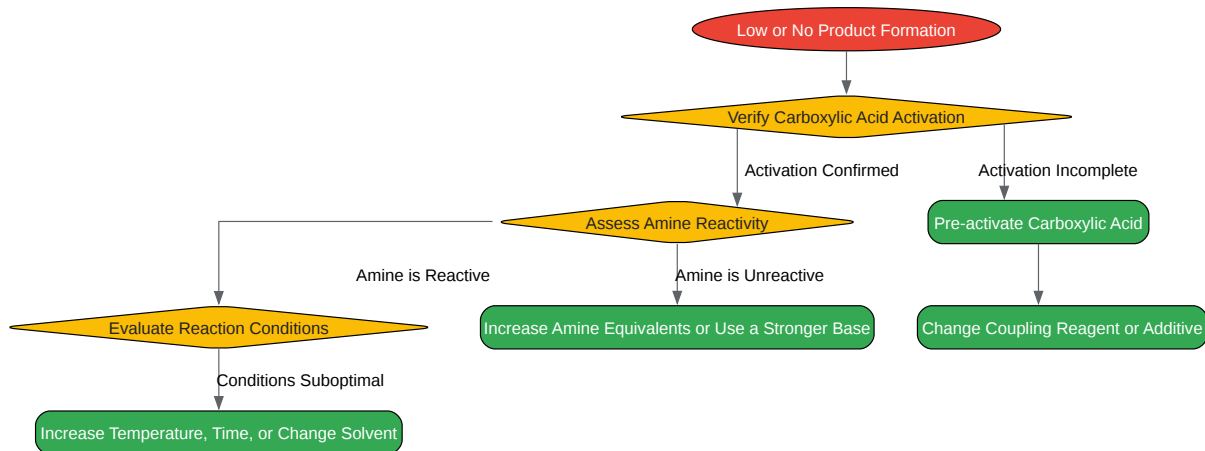 Low or No Product Formation
Verify Carboxylic Acid Activation
Activation Confirmed
Activation Incomplete
Assess Amine Reactivity
Pre-activate Carboxylic Acid
Amine is Reactive
Amine is Unreactive
Evaluate Reaction Conditions
Increase Amine Equivalents or Use a Stronger Base
Change Coupling Reagent or Additive
Conditions Suboptimal
Increase Temperature, Time, or Change Solvent